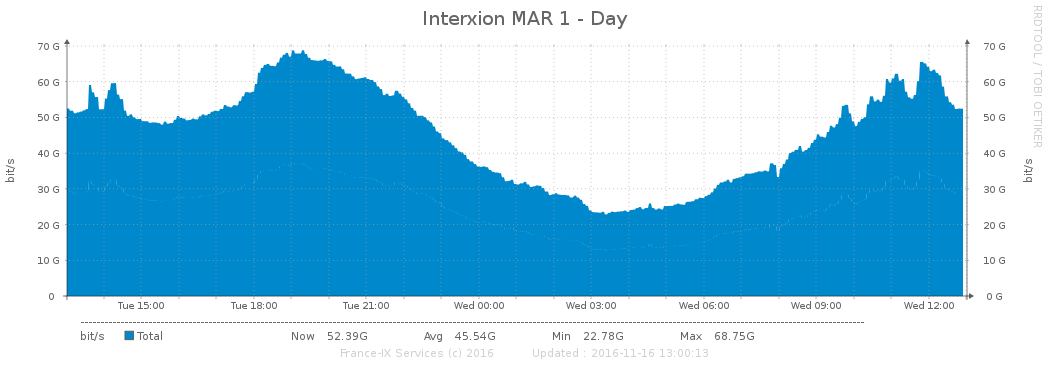 Interxion MAR 1 - Day
RRDTOOL / TOBI OETIKER
70 G 70 G
60 G 60 G
50 G 50 G
40 G 40 G
bit/s bit/s
30 G 30 G
20 G 20 G
10 G 10 G
0 0 G
Tue 15:00 Tue 18:00 Tue 21:00 Wed 00:00 Wed 03:00 Wed 06:00 Wed 09:00 Wed 12:00
bit/s Total Now 52.39G Avg 45.54G Min 22.78G Max 68.75G
France-IX Services (c) 2016 Updated : 2016-11-16 13:00:13